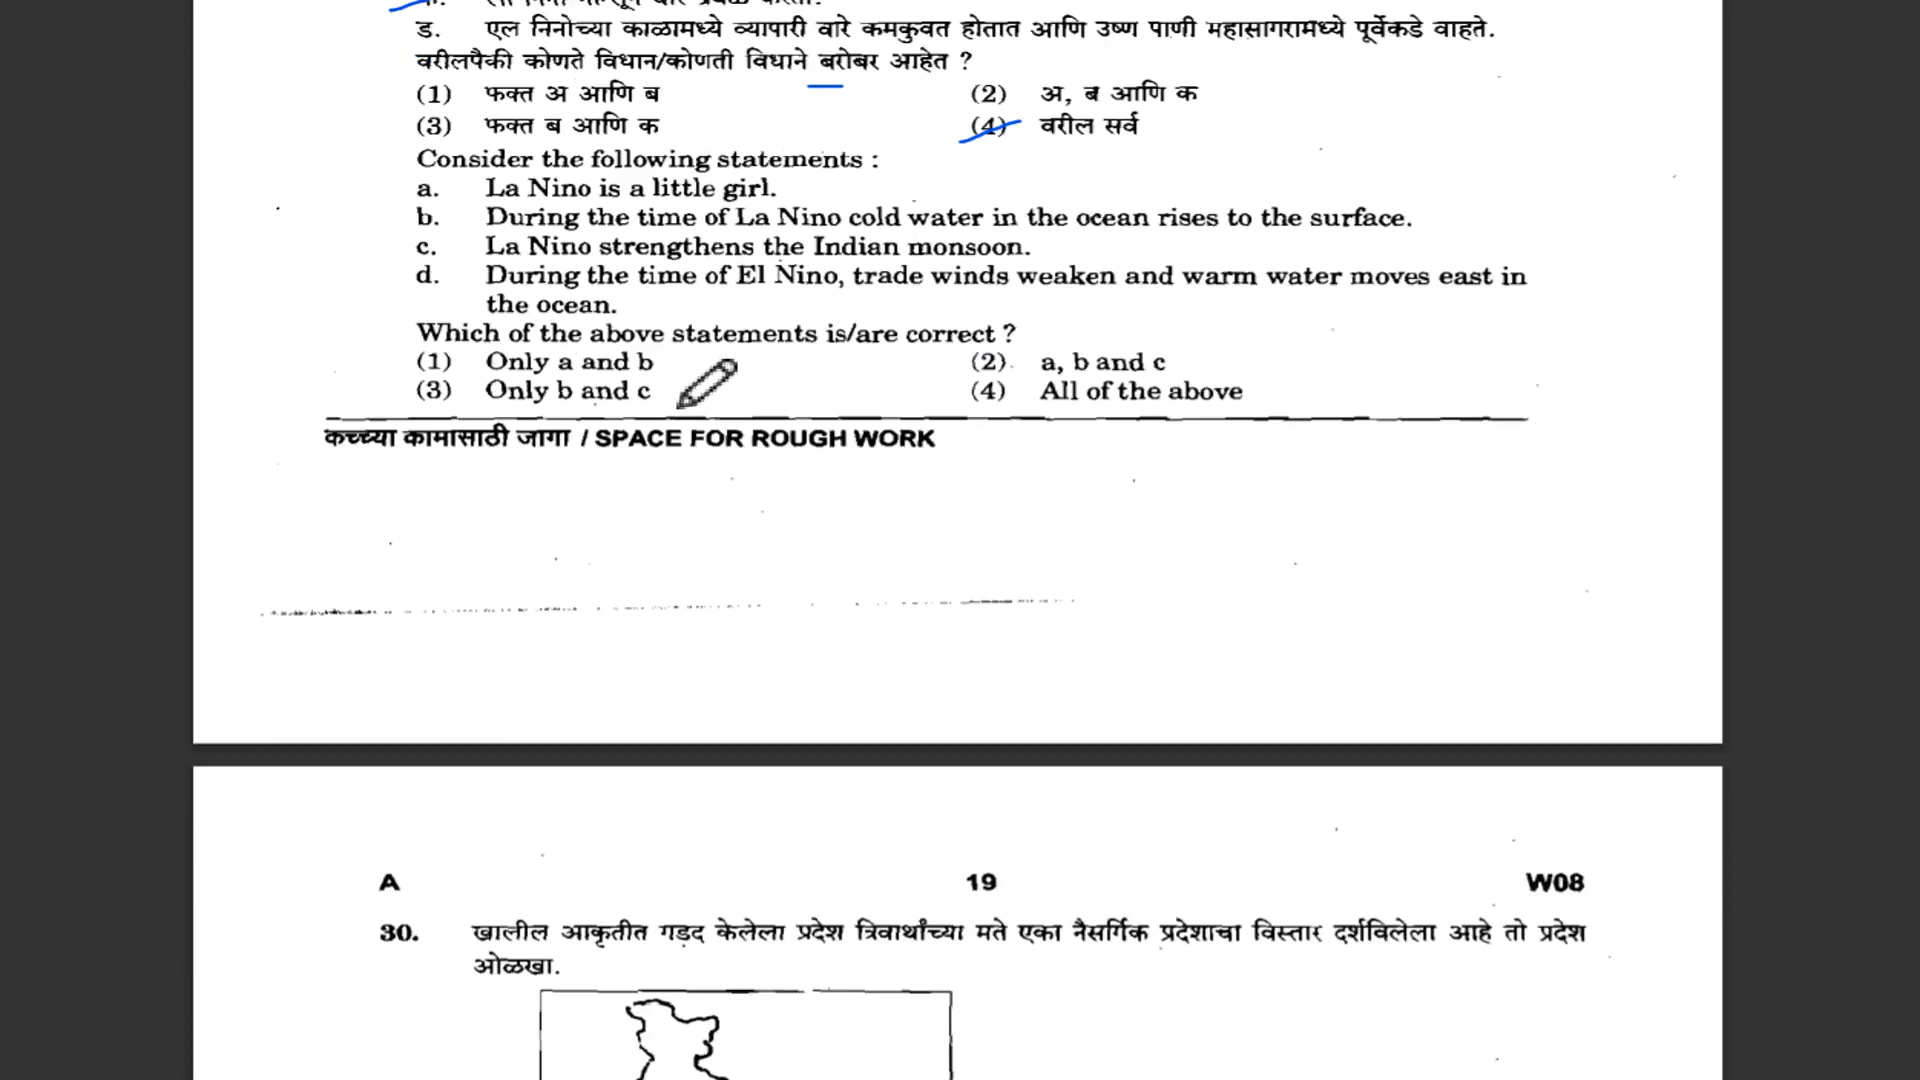 ड. एल निनोच्या काळामध्ये व्यापारी वारे कमकुवत होतात आणि उष्ण पाणी महासागरामध्ये पूर्वेकडे वाहते.
वरीलपैकी कोणते विधान/कोणती विधाने बरोबर आहेत ?
(1) फक्त अ आणि ब (2) अ, ब आणि क
(3) फक्त ब आणि क (4) वरील सर्व
Consider the following statements :
a. La Nino is a little girl.
b. During the time of La Nino cold water in the ocean rises to the surface.
c. La Nino strengthens the Indian monsoon.
d. During the time of El Nino, trade winds weaken and warm water moves east in
the ocean.
Which of the above statements is/are correct ?
(1) Only a and b (2) a, b and c
(3) Only b and c (4) All of the above
कच्च्या कामासाठी जागा / SPACE FOR ROUGH WORK
A 19 W08
30. खालील आकृतीत गडद केलेला प्रदेश त्रिवार्थांच्या मते एका नैसर्गिक प्रदेशाचा विस्तार दर्शविलेला आहे तो प्रदेश
ओळखा.